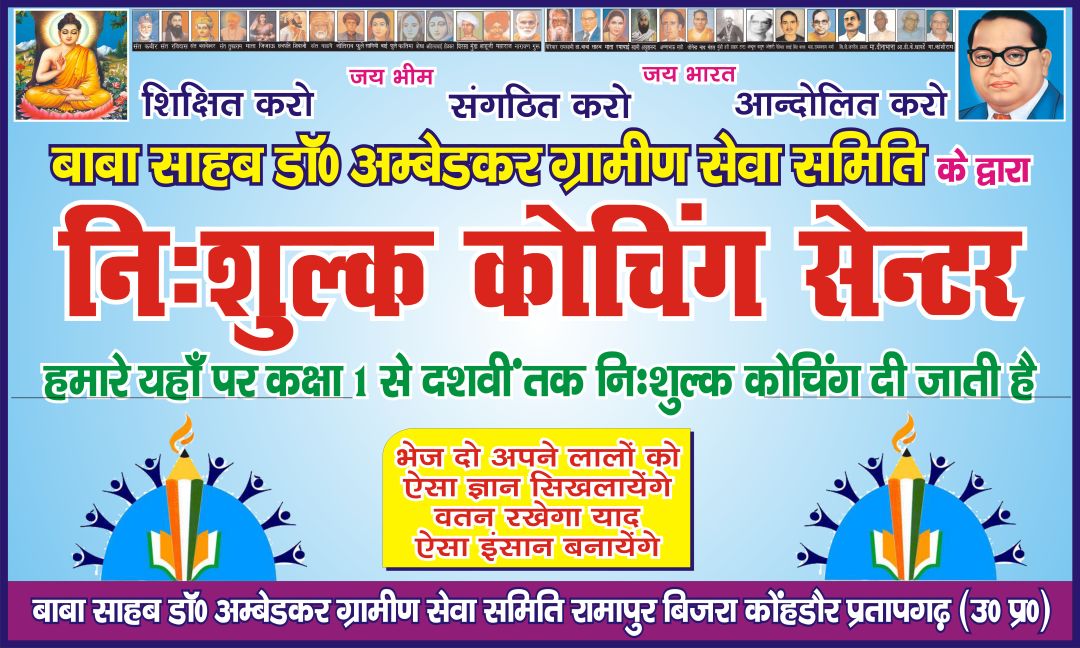 जय भीम जय भारत
शिक्षित करो संगठित करो आन्दोलित करो
बाबा साहब डॉ0 अम्बेडकर ग्रामीण सेवा समिति के द्वारा
निःशुल्क कोचिंग सेन्टर
हमारे यहाँ पर कक्षा 1 से दशवीं तक निःशुल्क कोचिंग दी जाती है
भेज दो अपने लालों को
ऐसा ज्ञान सिखलायेंगे
वतन रखेगा याद
ऐसा इंसान बनायेंगे
बाबा साहब डॉ0 अम्बेडकर ग्रामीण सेवा समिति रामापुर बिजरा कोंहडौर प्रतापगढ़ (उ0 प्र0)